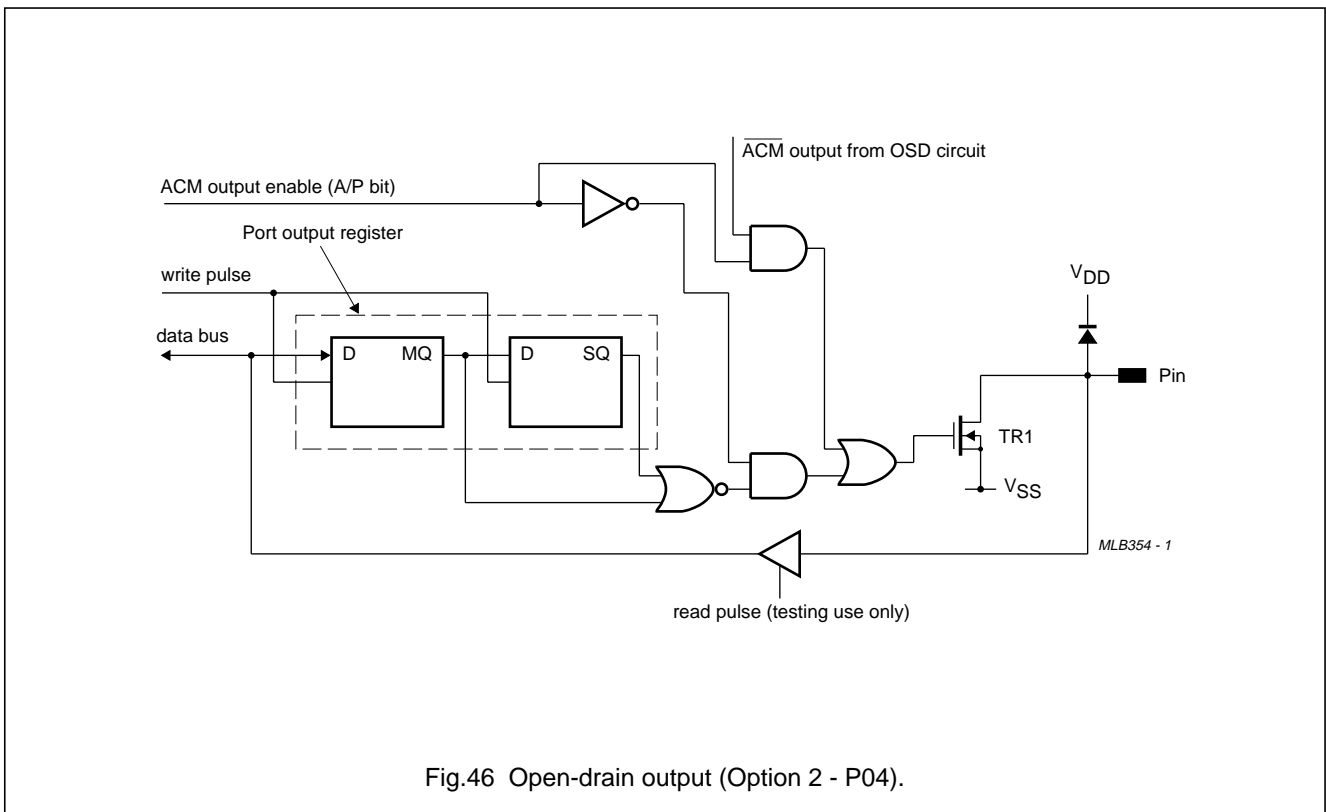 ACM output from OSD circuit
ACM output enable (A/P bit)
Port output register
write pulse
data bus
D MQ
D SQ
VDD
Pin
TR1
VSS
MLB354 - 1
read pulse (testing use only)
Fig.46 Open-drain output (Option 2 - P04).